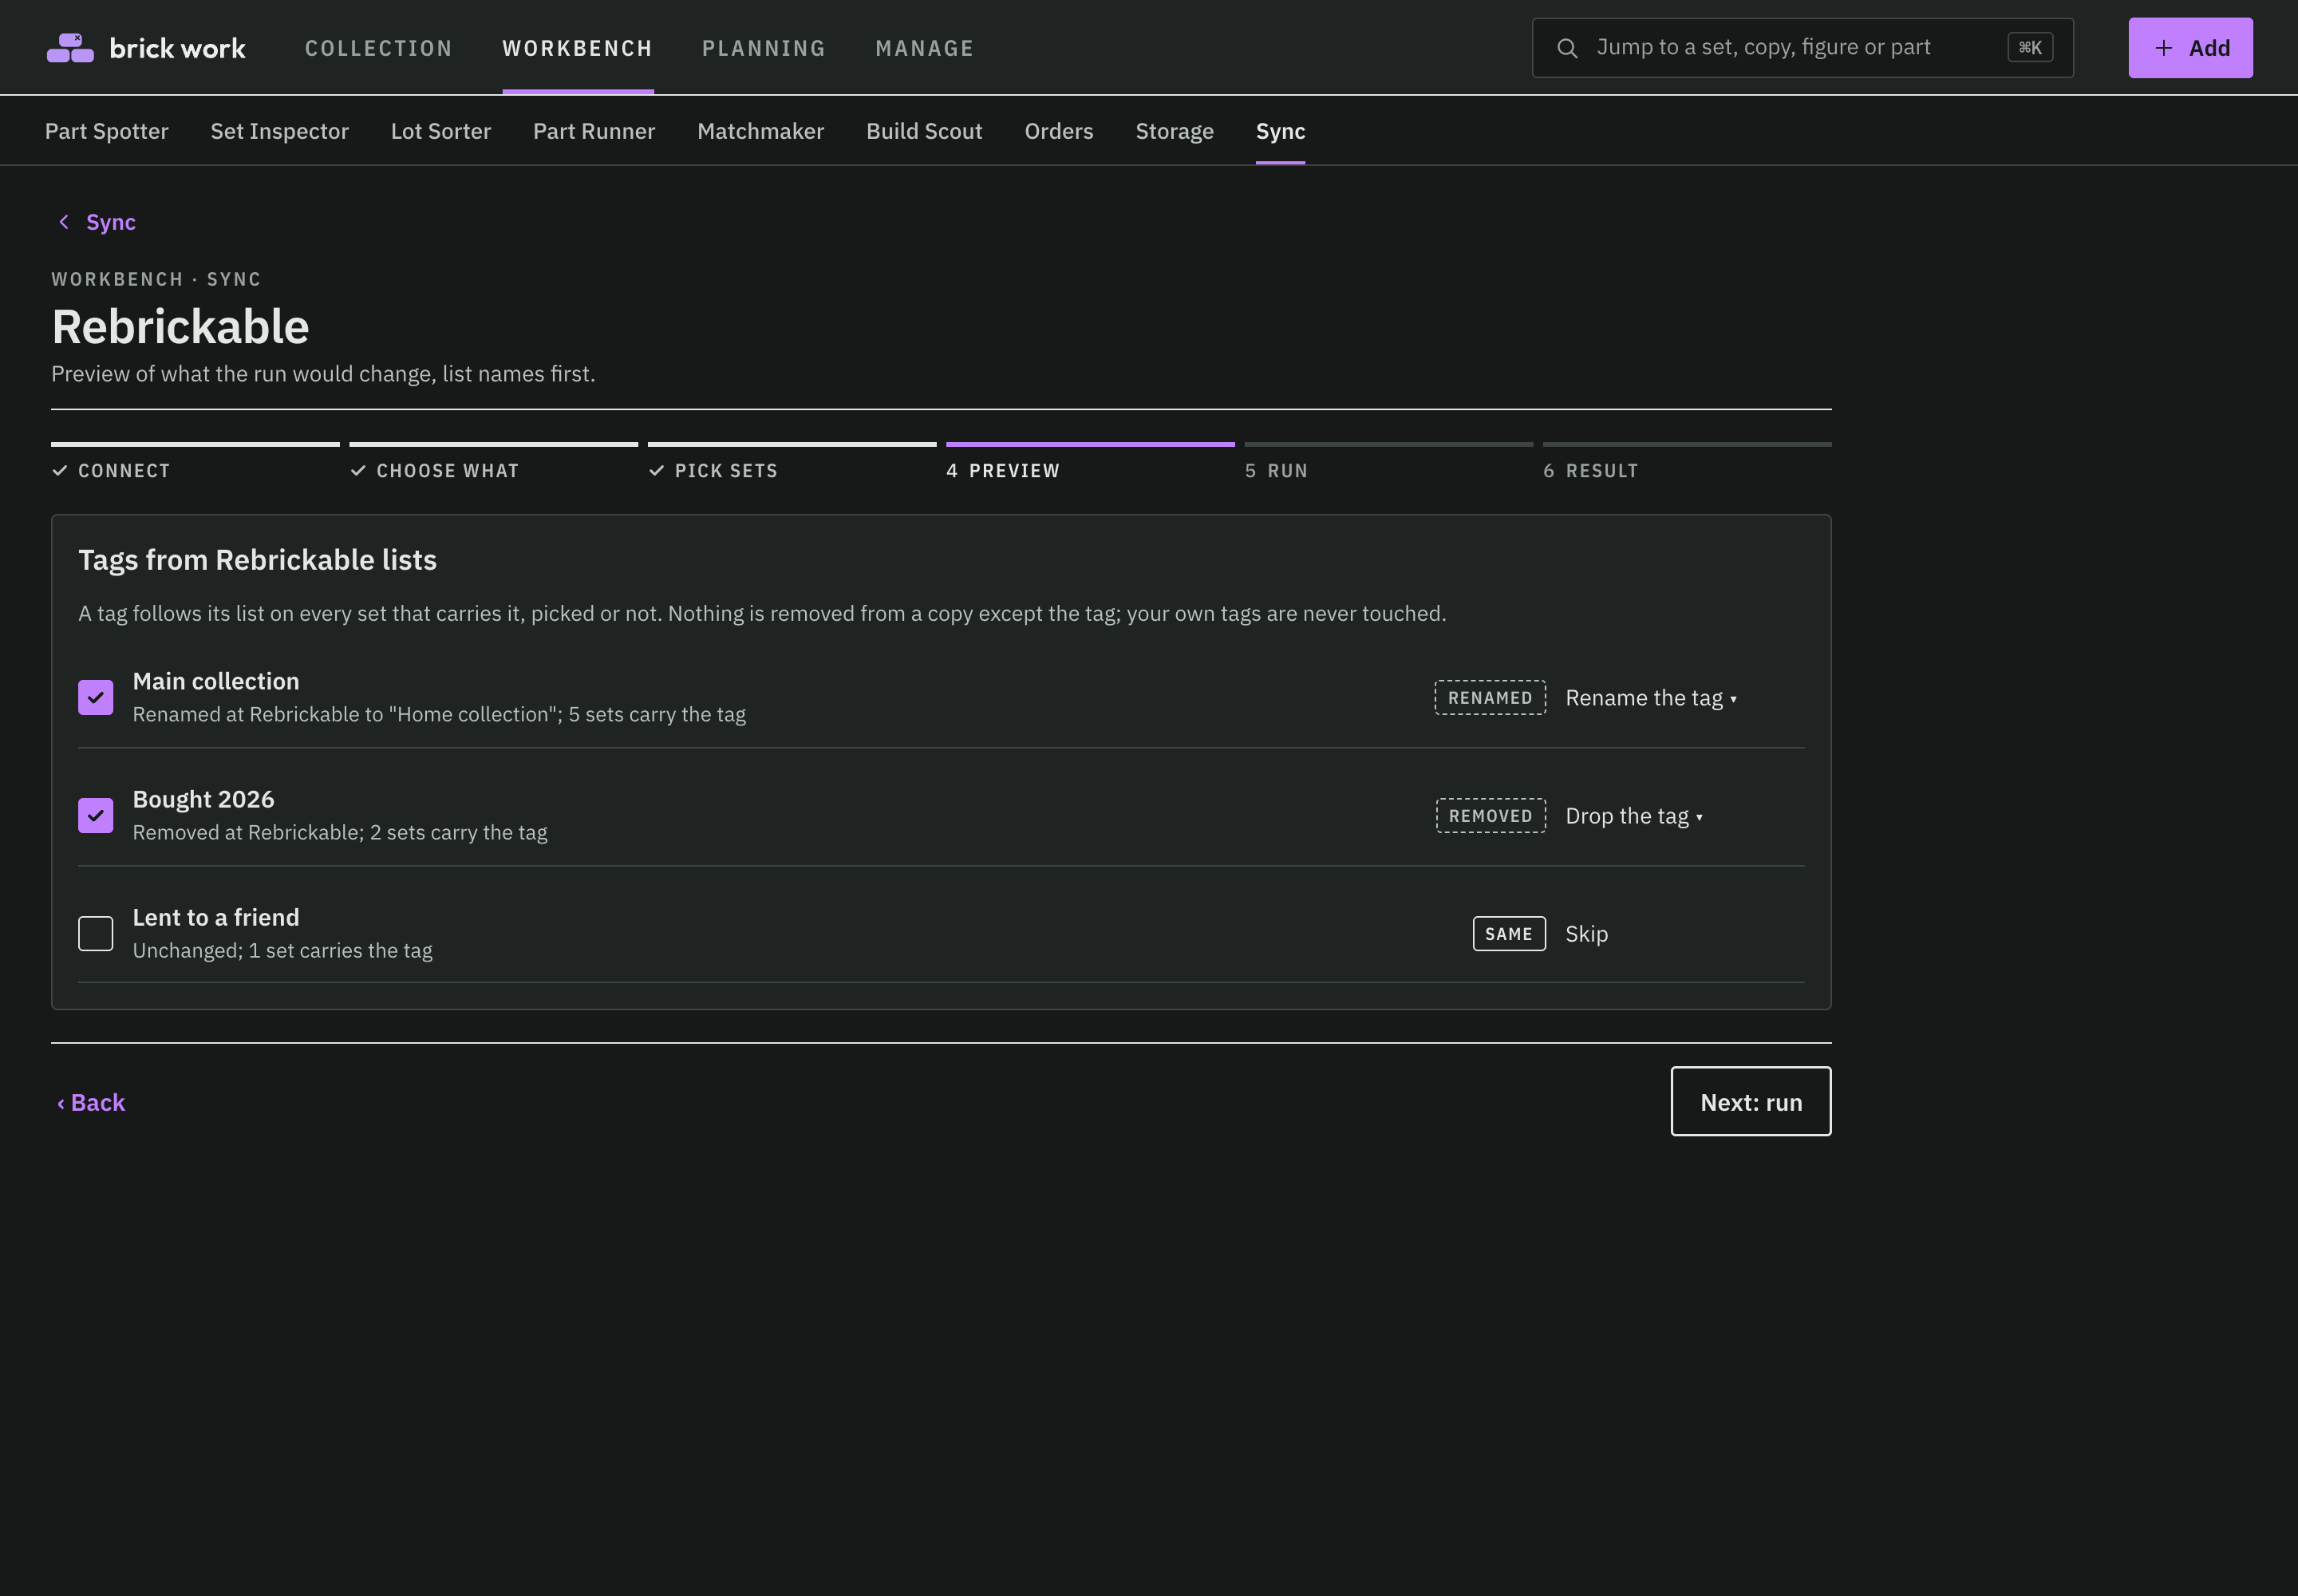 brick work
COLLECTION
WORKBENCH
PLANNING
MANAGE
Jump to a set, copy, figure or part
⌘K
+ Add
Part Spotter
Set Inspector
Lot Sorter
Part Runner
Matchmaker
Build Scout
Orders
Storage
Sync
‹ Sync
WORKBENCH · SYNC
Rebrickable
Preview of what the run would change, list names first.
✓ CONNECT
✓ CHOOSE WHAT
✓ PICK SETS
4 PREVIEW
5 RUN
6 RESULT
Tags from Rebrickable lists
A tag follows its list on every set that carries it, picked or not. Nothing is removed from a copy except the tag; your own tags are never touched.
Main collection
Renamed at Rebrickable to "Home collection"; 5 sets carry the tag
RENAMED
Rename the tag ▾
Bought 2026
Removed at Rebrickable; 2 sets carry the tag
REMOVED
Drop the tag ▾
Lent to a friend
Unchanged; 1 set carries the tag
SAME
Skip
‹ Back
Next: run